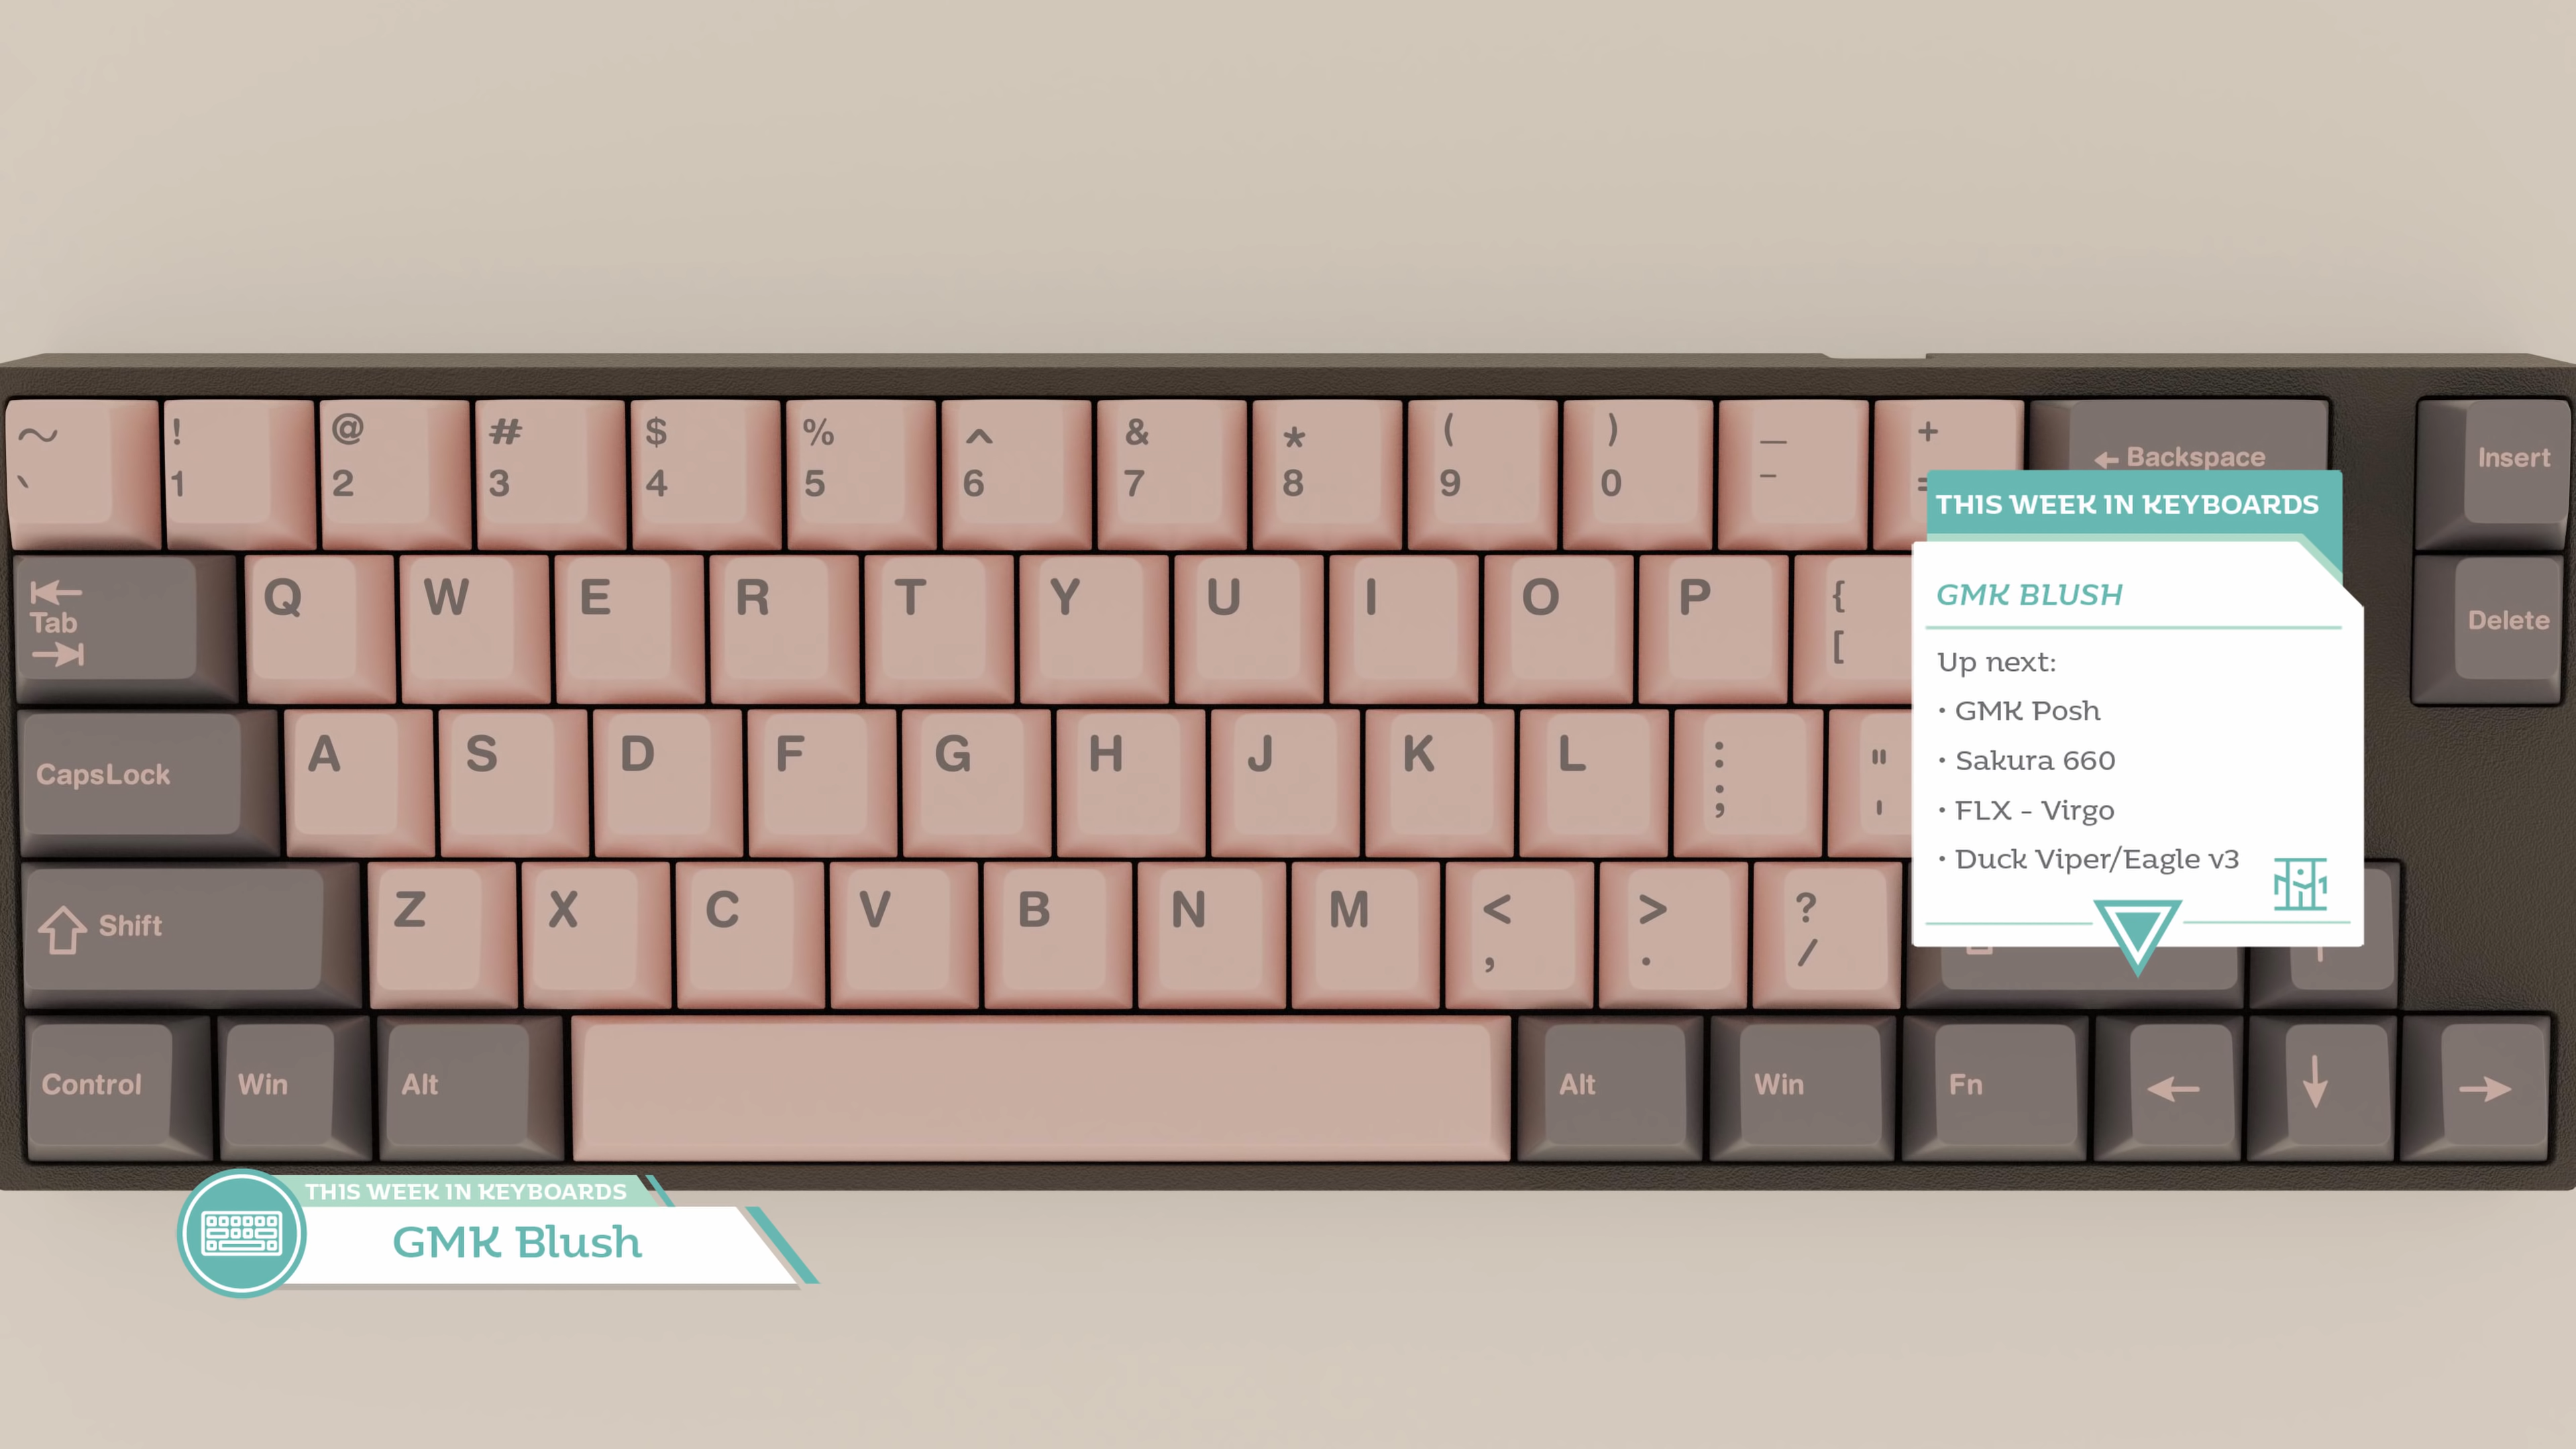 ~ ! @ # $ % ^ & * ( ) _ +
` 1 2 3 4 5 6 7 8 9 0 - =
← Backspace
Insert
Tab
Q W E R T Y U I O P { [
Delete
CapsLock
A S D F G H J K L : ; " '
Shift
Z X C V B N M < , > . ? /
Control Win Alt Alt Win Fn ← ↓ →
THIS WEEK IN KEYBOARDS
GMK BLUSH
Up next:
• GMK Posh
• Sakura 660
• FLX - Virgo
• Duck Viper/Eagle v3
THIS WEEK IN KEYBOARDS
GMK Blush